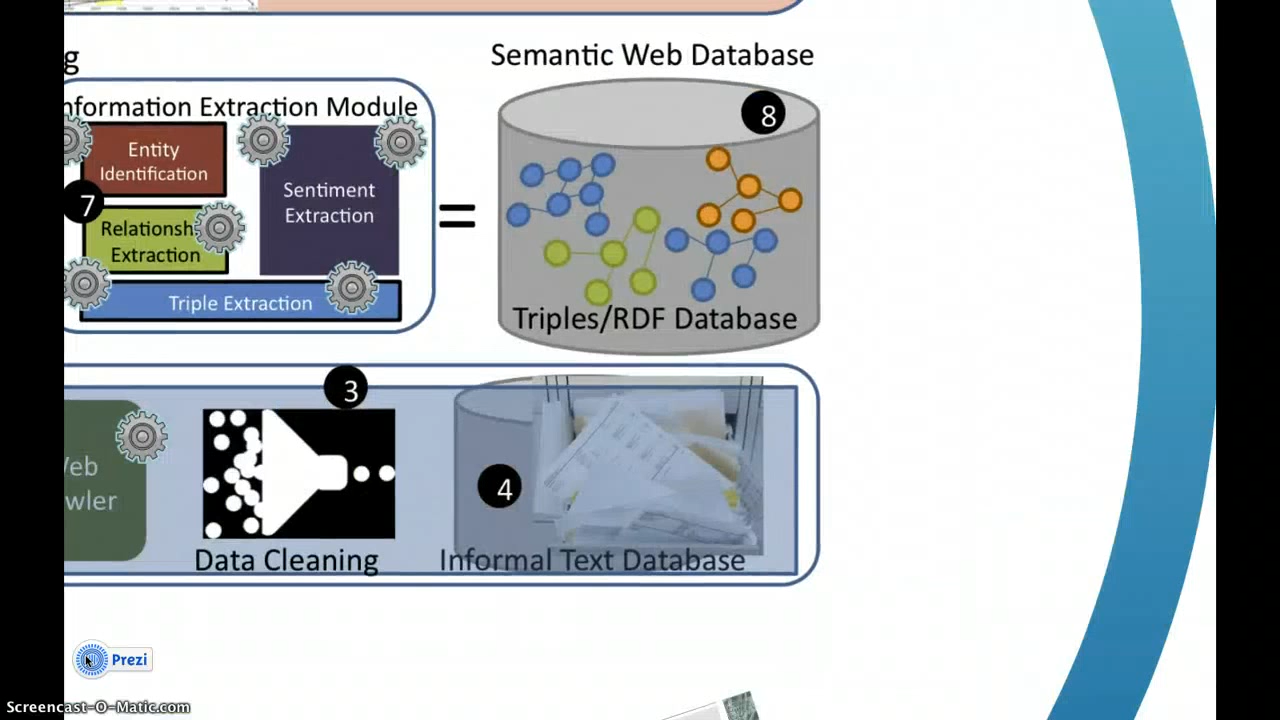 g
Semantic Web Database
nformation Extraction Module
8
Entity
Identification
Sentiment
Extraction
7
Relationsh
Extraction
Triple Extraction
=
Triples/RDF Database
3
eb
wler
4
Data Cleaning
Informal Text Database
Prezi
Screencast-O-Matic.com